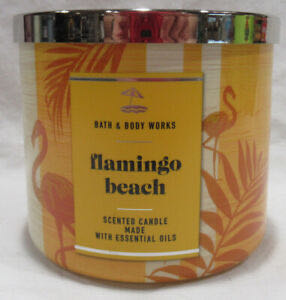 BATH & BODY WORKS
flamingo
beach
SCENTED CANDLE
MADE
WITH ESSENTIAL OILS